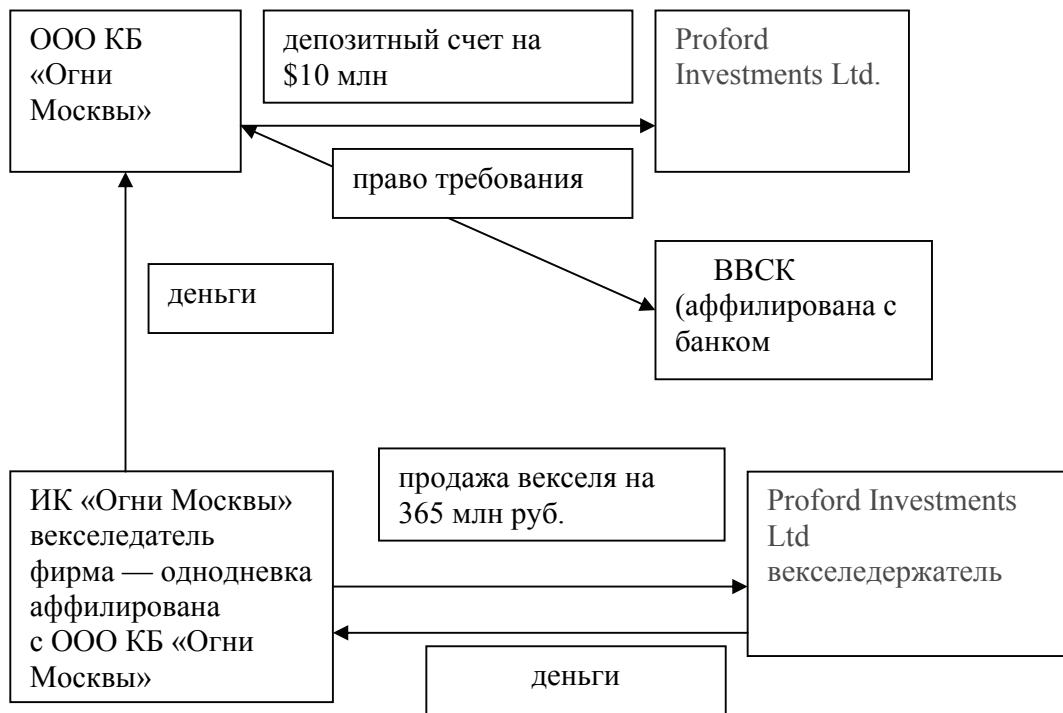 ООО КБ
«Огни
Москвы»
депозитный счет на
$10 млн
Proford
Investments Ltd.
право требования
ВВСК
(аффилирована с
банком
деньги
продажа векселя на
365 млн руб.
ИК «Огни Москвы»
векселедатель
фирма — однодневка
аффилирована
с ООО КБ «Огни
Москвы»
Proford Investments
Ltd
векселедержатель
деньги